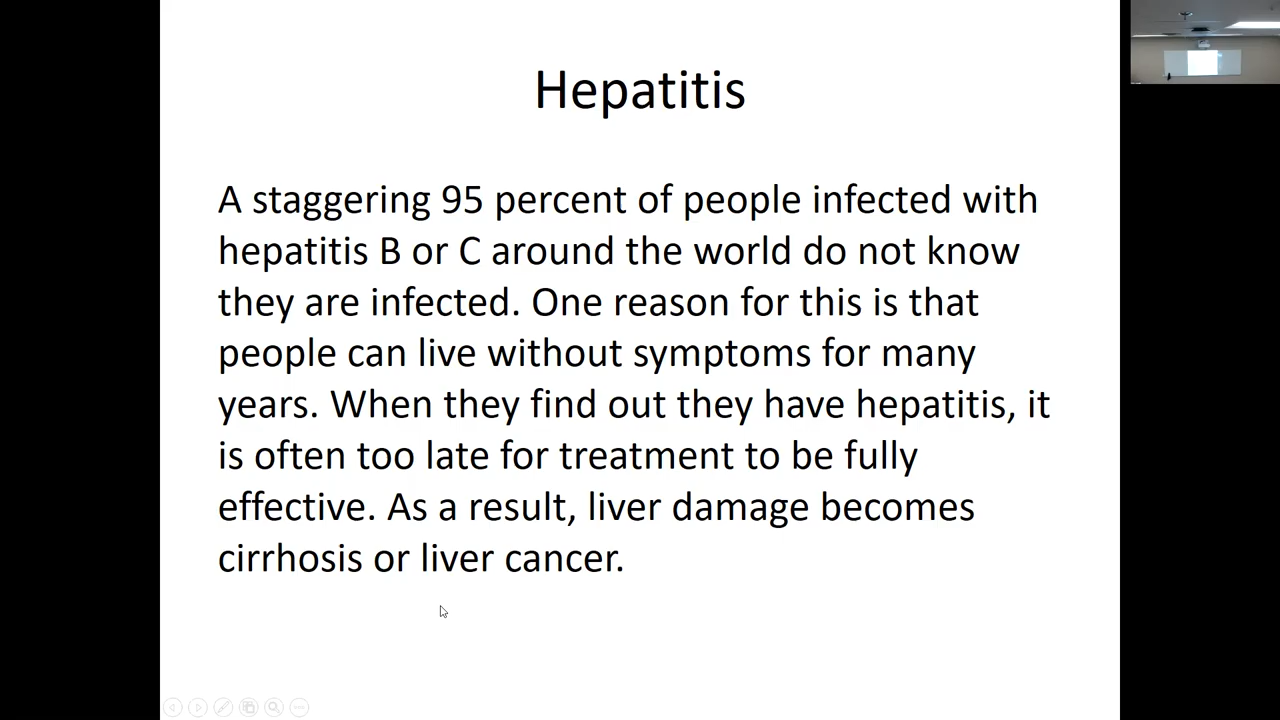 Hepatitis
A staggering 95 percent of people infected with
hepatitis B or C around the world do not know
they are infected. One reason for this is that
people can live without symptoms for many
years. When they find out they have hepatitis, it
is often too late for treatment to be fully
effective. As a result, liver damage becomes
cirrhosis or liver cancer.